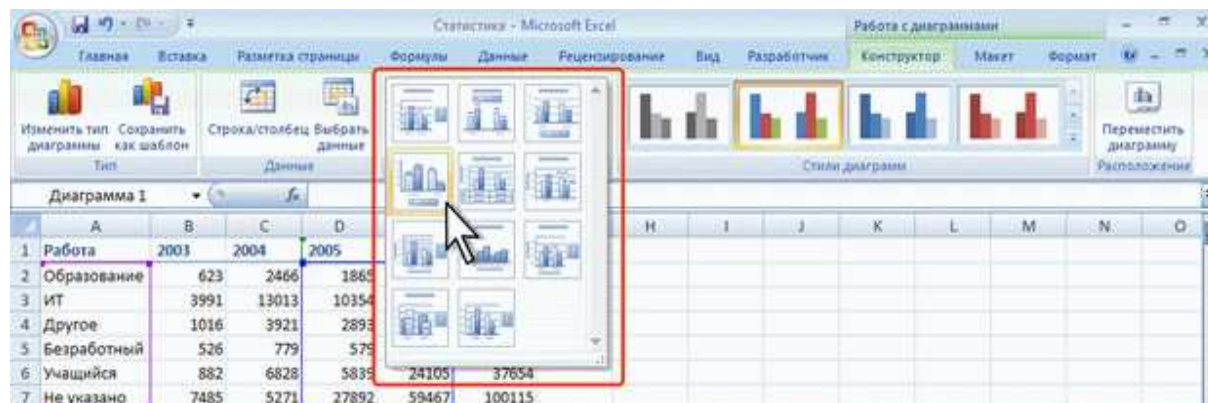 Статистика - Microsoft Excel
Работа с диаграммами
Главная Вставка Разметка страницы Формулы Данные Рецензирование Вид Разработчик Конструктор Макет Формат
Изменить тип диаграммы
Сохранить как шаблон
Строка/столбец
Выбрать данные
Переместить диаграмму
Тип Данные Стили диаграмм Расположение
Диаграмма 1 fx
A B C D H I J K L M N O
1 Работа 2003 2004 2005
2 Образование 623 2466 1865
3 ИТ 3991 13013 10354
4 Другое 1016 3921 2893
5 Безработный 526 779 579
6 Учащийся 882 6828 5839 24105 37654
7 Не указано 7485 5271 27892 59467 100115